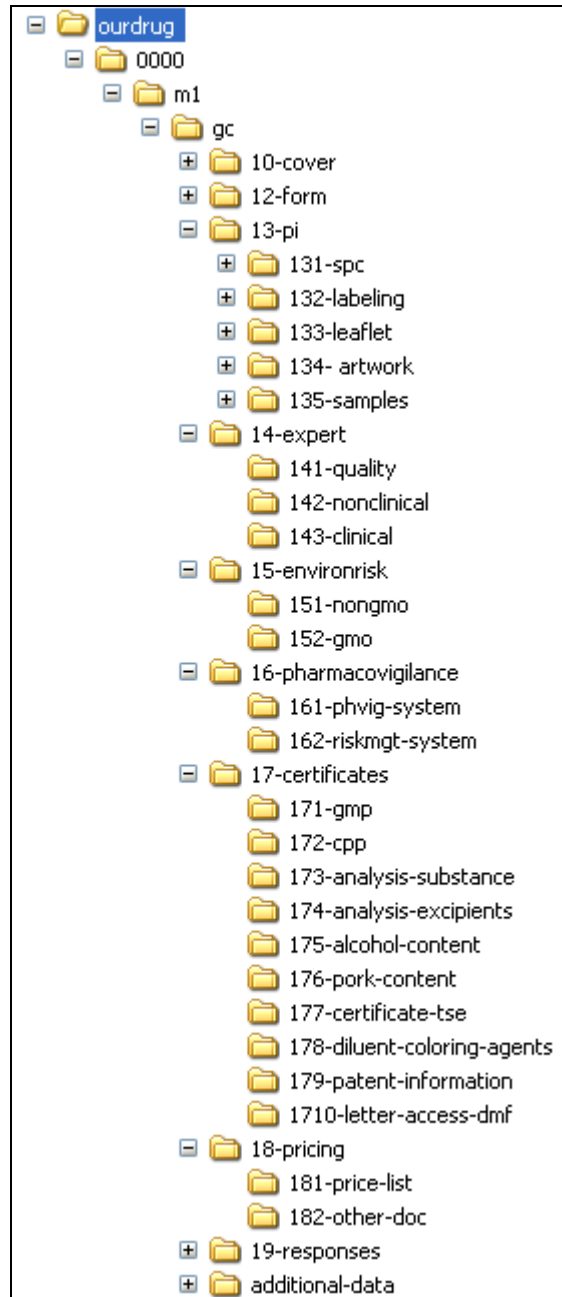 ourdrug
0000
m1
gc
10-cover
12-form
13-pi
131-spc
132-labeling
133-leaflet
134- artwork
135-samples
14-expert
141-quality
142-nonclinical
143-clinical
15-environrisk
151-nongmo
152-gmo
16-pharmacovigilance
161-phvig-system
162-riskmgt-system
17-certificates
171-gmp
172-cpp
173-analysis-substance
174-analysis-excipients
175-alcohol-content
176-pork-content
177-certificate-tse
178-diluent-coloring-agents
179-patent-information
1710-letter-access-dmf
18-pricing
181-price-list
182-other-doc
19-responses
additional-data